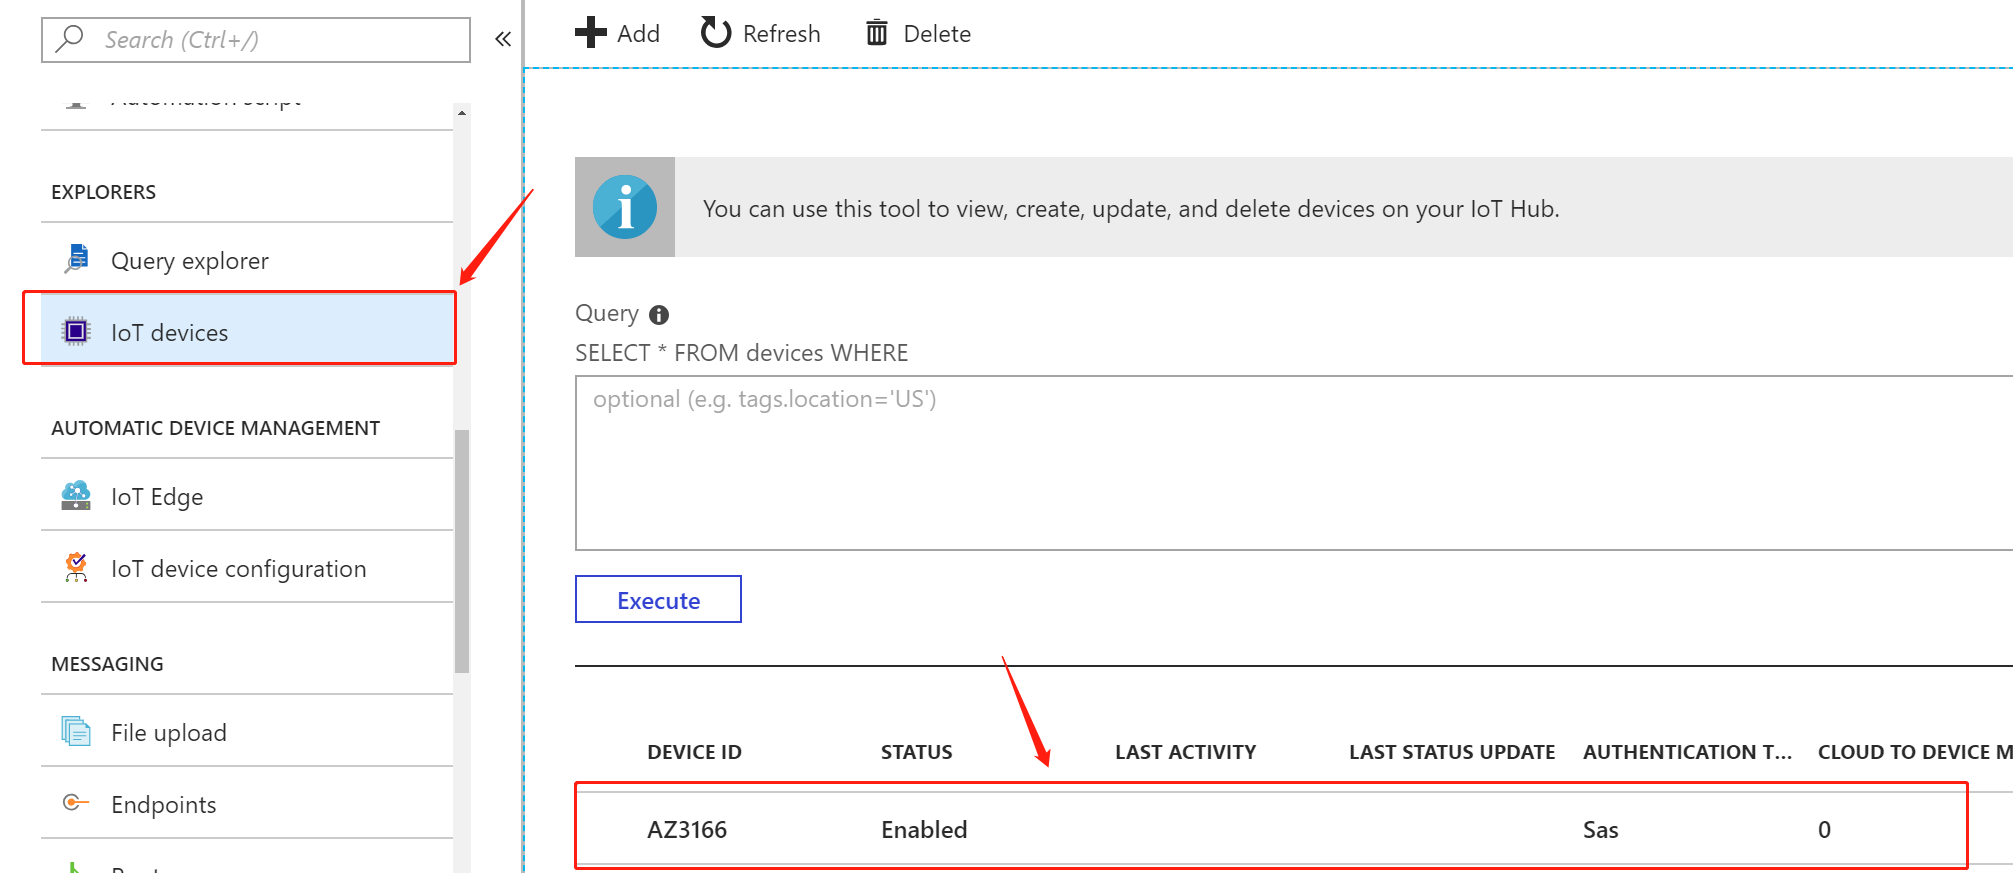 Search (Ctrl+/)
«
Add
Refresh
Delete
Automation script
EXPLORERS
Query explorer
IoT devices
AUTOMATIC DEVICE MANAGEMENT
IoT Edge
IoT device configuration
MESSAGING
File upload
Endpoints
You can use this tool to view, create, update, and delete devices on your IoT Hub.
Query
SELECT * FROM devices WHERE
optional (e.g. tags.location='US')
Execute
DEVICE ID STATUS LAST ACTIVITY LAST STATUS UPDATE AUTHENTICATION T... CLOUD TO DEVICE M
AZ3166 Enabled Sas 0